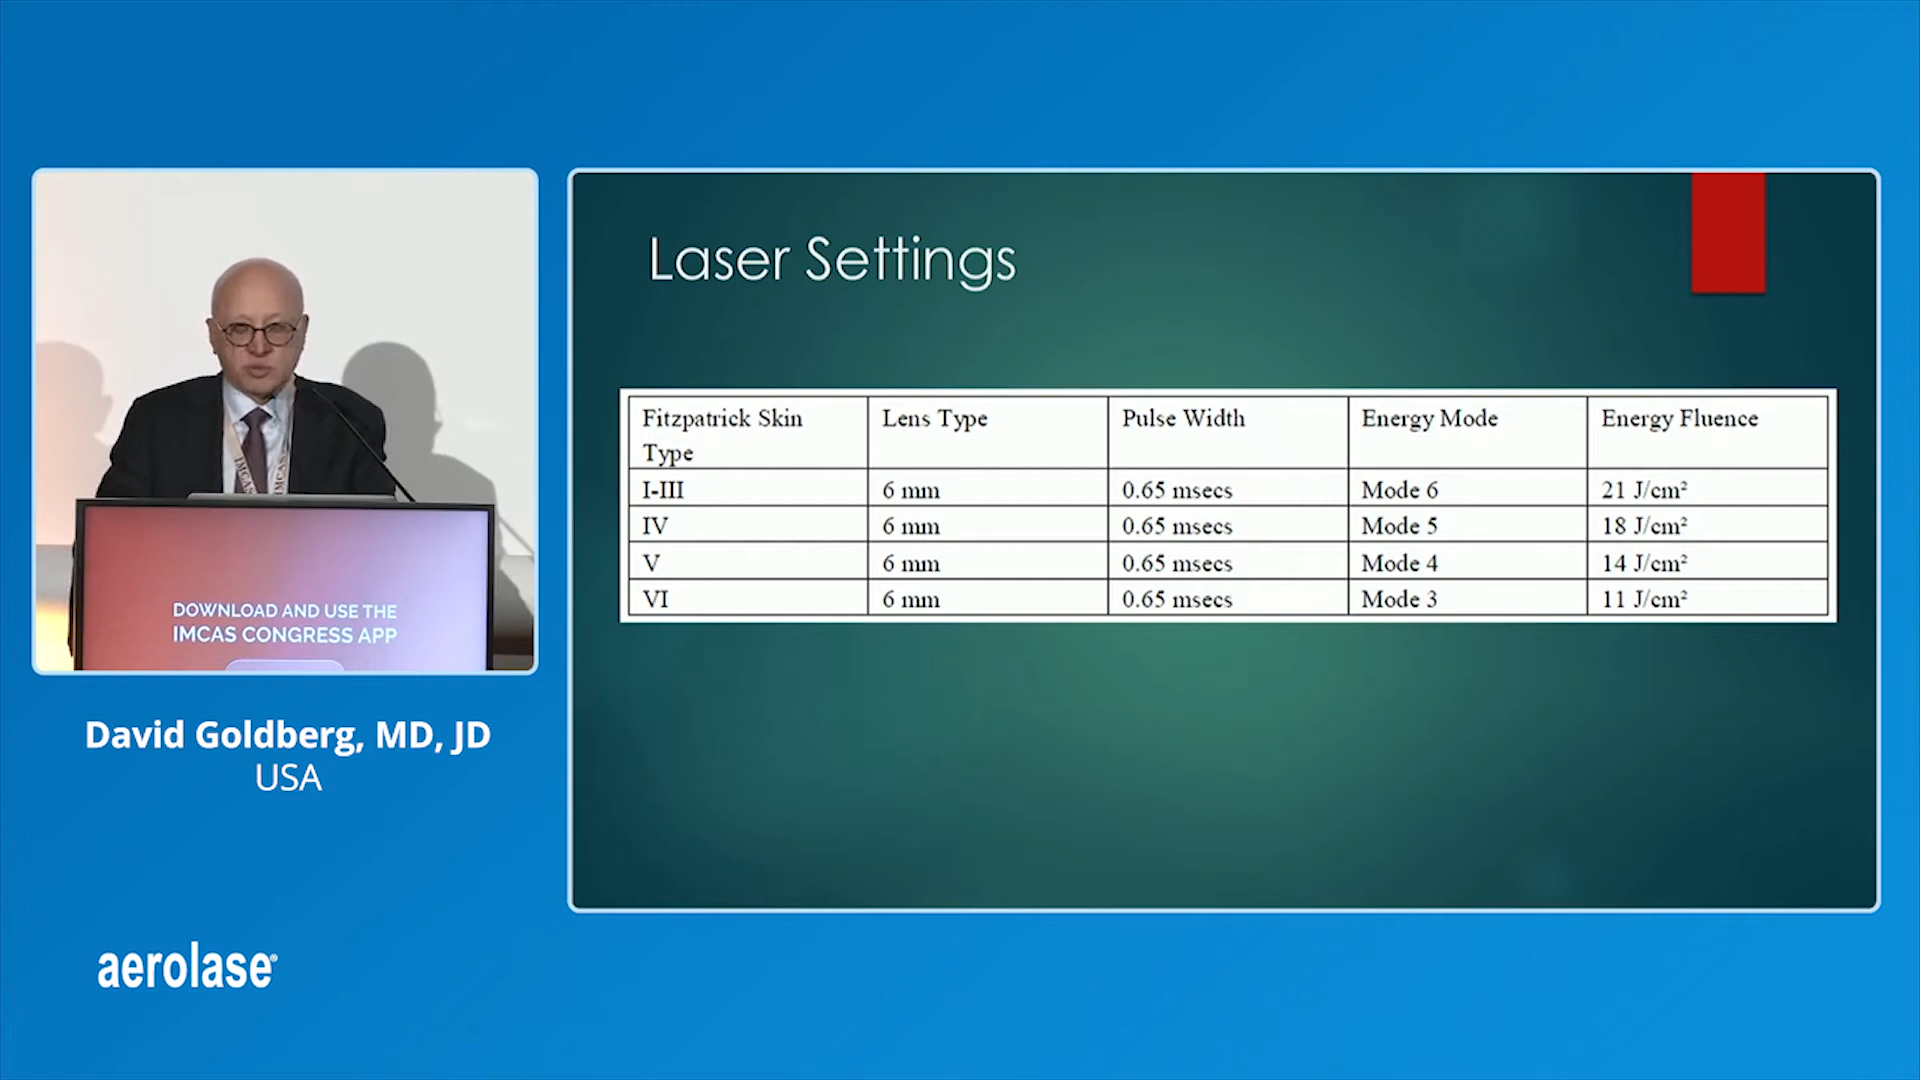 Laser Settings
Fitzpatrick Skin Type Lens Type Pulse Width Energy Mode Energy Fluence
I-III 6 mm 0.65 msecs Mode 6 21 J/cm²
IV 6 mm 0.65 msecs Mode 5 18 J/cm²
V 6 mm 0.65 msecs Mode 4 14 J/cm²
VI 6 mm 0.65 msecs Mode 3 11 J/cm²
IMCAS
IMCAS
DOWNLOAD AND USE THE
IMCAS CONGRESS APP
David Goldberg, MD, JD
USA
aerolase®